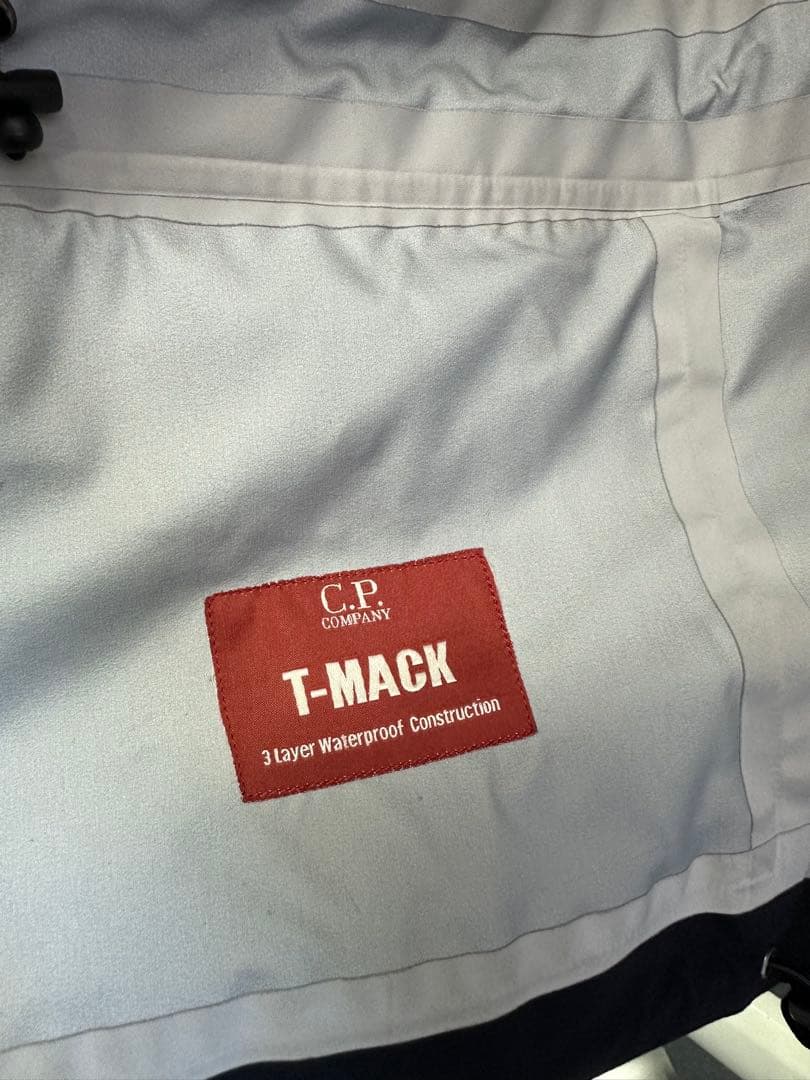 C.P.
COMPANY
T-MACK
3 Layer Waterproof Construction